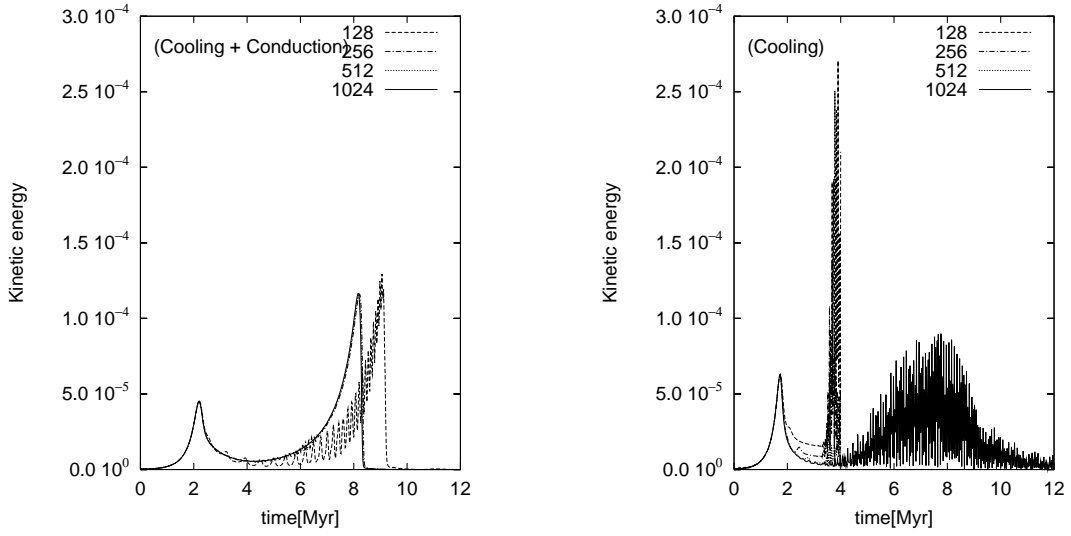 3.0 10⁻⁴
2.5 10⁻⁴
2.0 10⁻⁴
1.5 10⁻⁴
1.0 10⁻⁴
5.0 10⁻⁵
0.0 10⁰
Kinetic energy
(Cooling + Conduction)
128
256
512
1024
0 2 4 6 8 10 12
time[Myr]
3.0 10⁻⁴
2.5 10⁻⁴
2.0 10⁻⁴
1.5 10⁻⁴
1.0 10⁻⁴
5.0 10⁻⁵
0.0 10⁰
Kinetic energy
(Cooling)
128
256
512
1024
0 2 4 6 8 10 12
time[Myr]